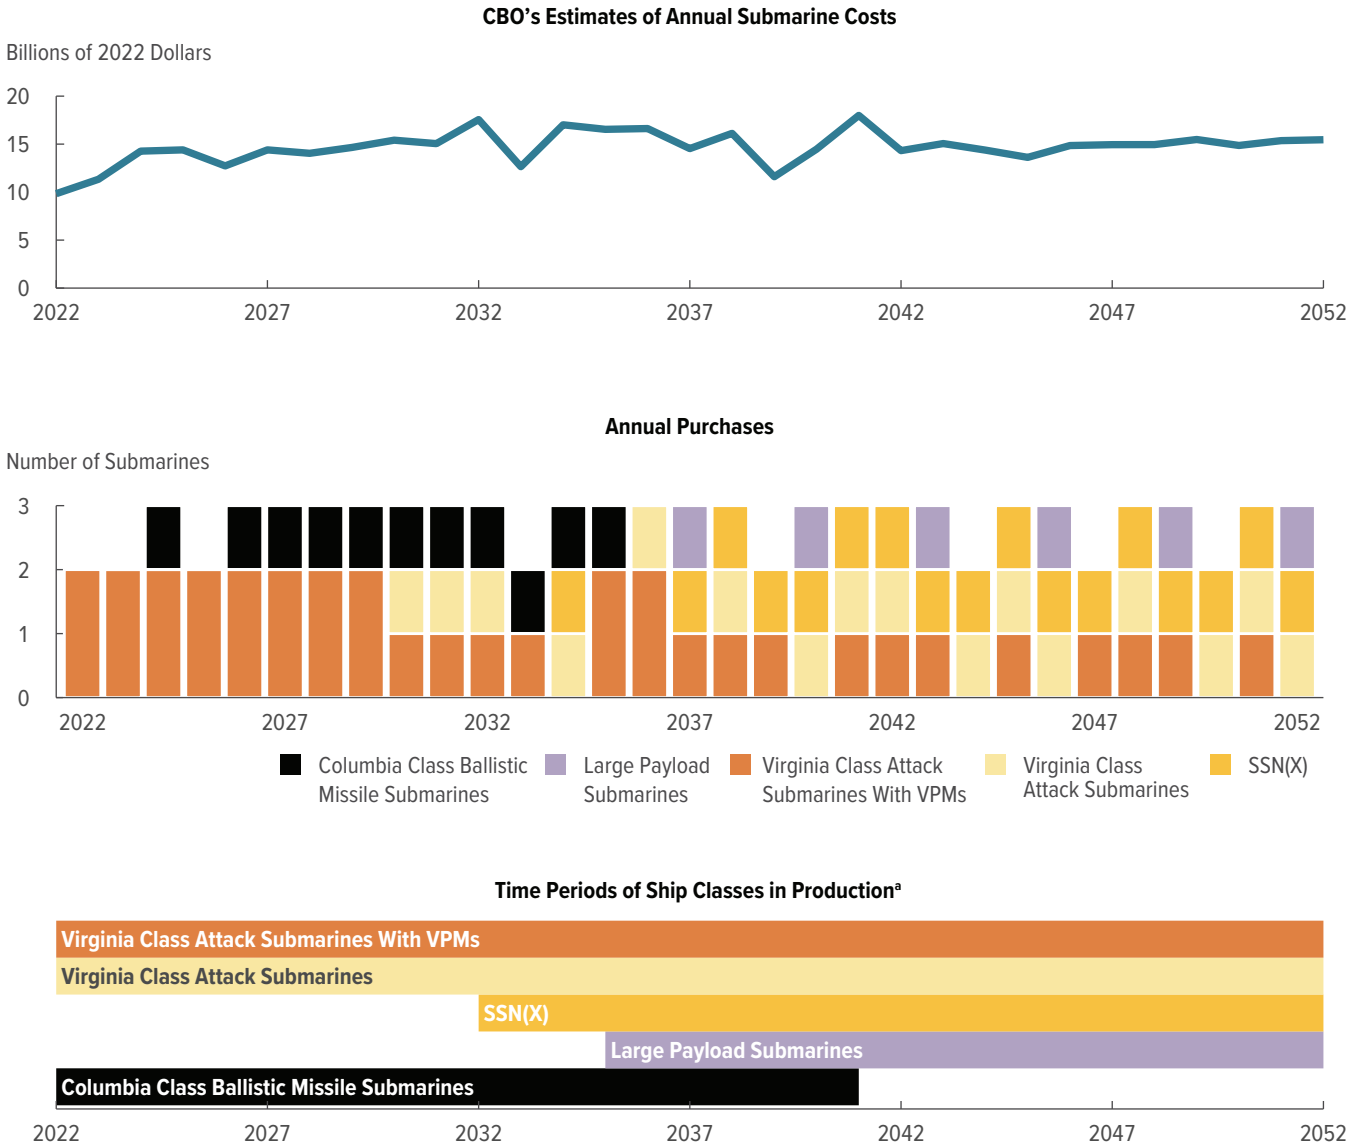 CBO’s Estimates of Annual Submarine Costs
Billions of 2022 Dollars
20
15
10
5
0
2022 2027 2032 2037 2042 2047 2052
Annual Purchases
Number of Submarines
3
2
1
0
2022 2027 2032 2037 2042 2047 2052
Columbia Class Ballistic Missile Submarines
Large Payload Submarines
Virginia Class Attack Submarines With VPMs
Virginia Class Attack Submarines
SSN(X)
Time Periods of Ship Classes in Productionᵃ
Virginia Class Attack Submarines With VPMs
Virginia Class Attack Submarines
SSN(X)
Large Payload Submarines
Columbia Class Ballistic Missile Submarines
2022 2027 2032 2037 2042 2047 2052